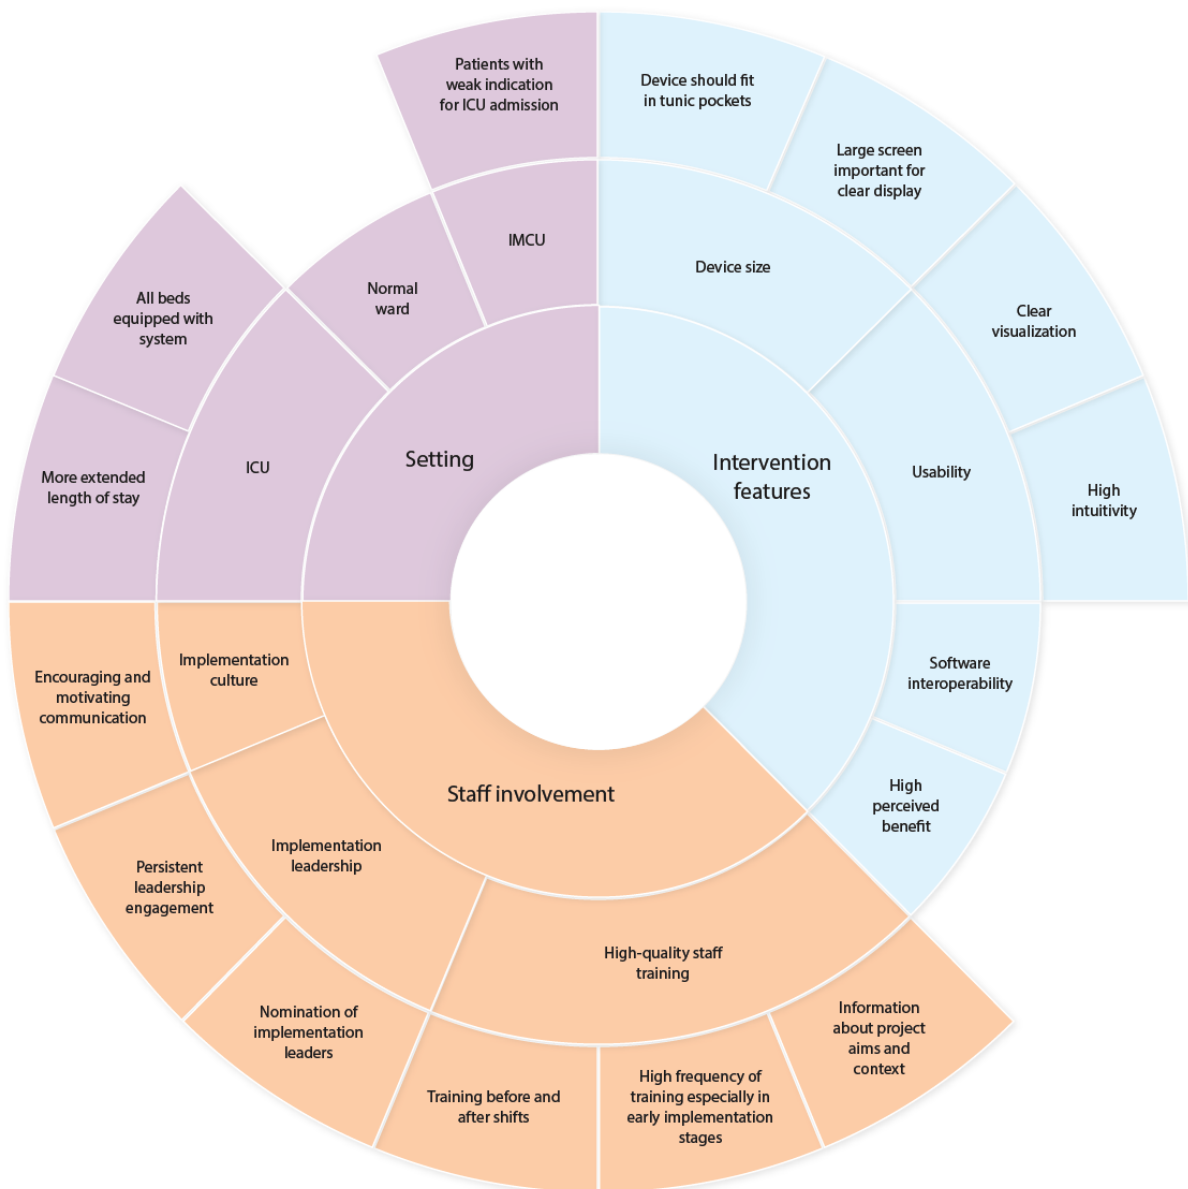 Patients with
weak indication
for ICU admission
Device should fit
in tunic pockets
Large screen
important for
clear display
IMCU
Device size
Normal
ward
All beds
equipped with
system
Clear
visualization
Setting
Intervention
features
ICU
Usability
More extended
length of stay
High
intuitivity
Implementation
culture
Software
interoperability
Encouraging and
motivating
communication
Staff involvement
High
perceived
benefit
Implementation
leadership
Persistent
leadership
engagement
High-quality staff
training
Nomination of
implementation
leaders
Information
about project
aims and
context
Training before and
after shifts
High frequency of
training especially in
early implementation
stages